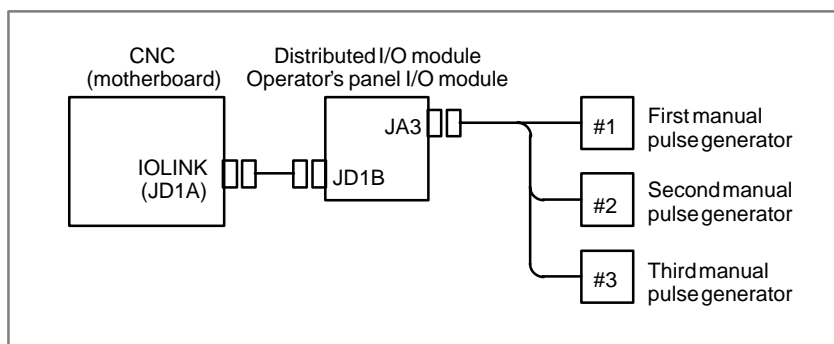 CNC
(motherboard)
Distributed I/O module
Operator's panel I/O module
IOLINK
(JD1A)
JD1B
JA3
#1
First manual
pulse generator
#2
Second manual
pulse generator
#3
Third manual
pulse generator